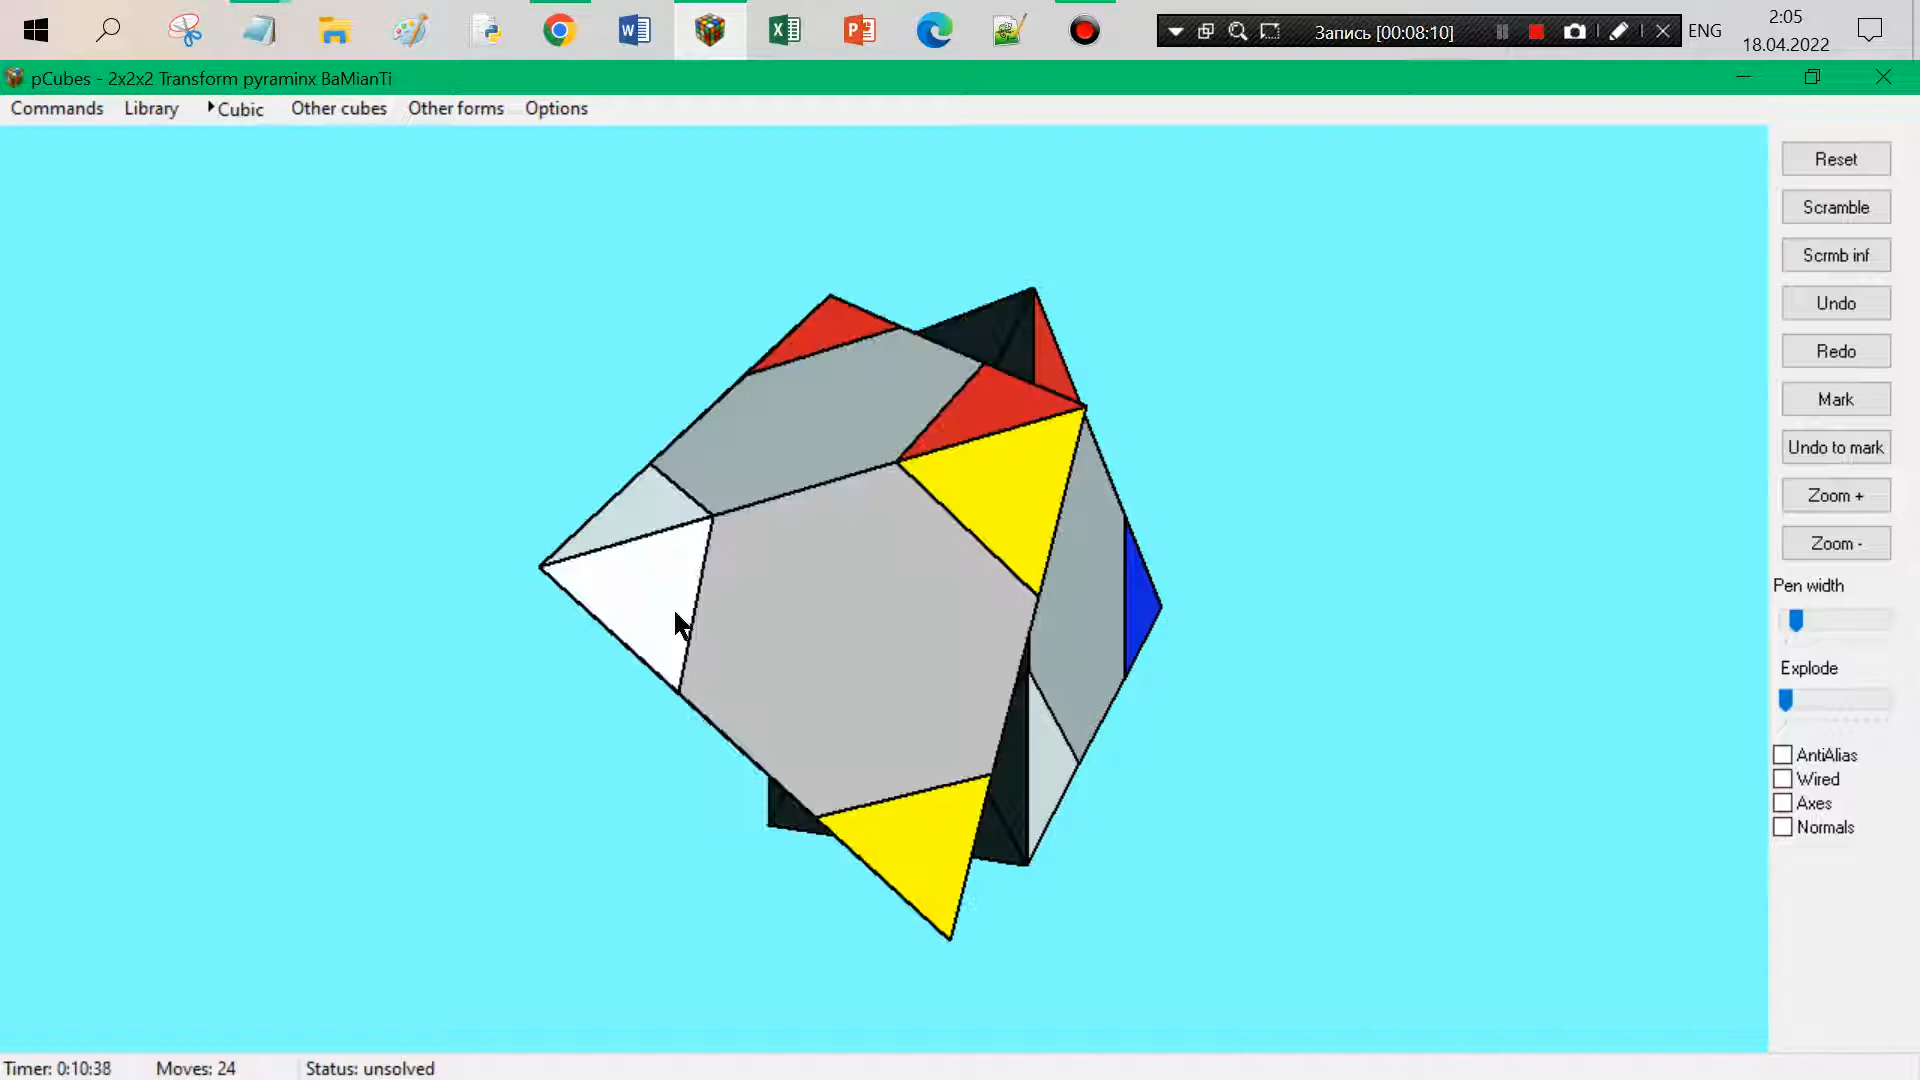 Запись [00:08:10]
ENG
2:05
18.04.2022
pCubes - 2x2x2 Transform pyraminx BaMianTi
Commands Library Cubic Other cubes Other forms Options
Reset
Scramble
Scrmb inf
Undo
Redo
Mark
Undo to mark
Zoom +
Zoom -
Pen width
Explode
AntiAlias
Wired
Axes
Normals
Timer: 0:10:38 Moves: 24 Status: unsolved